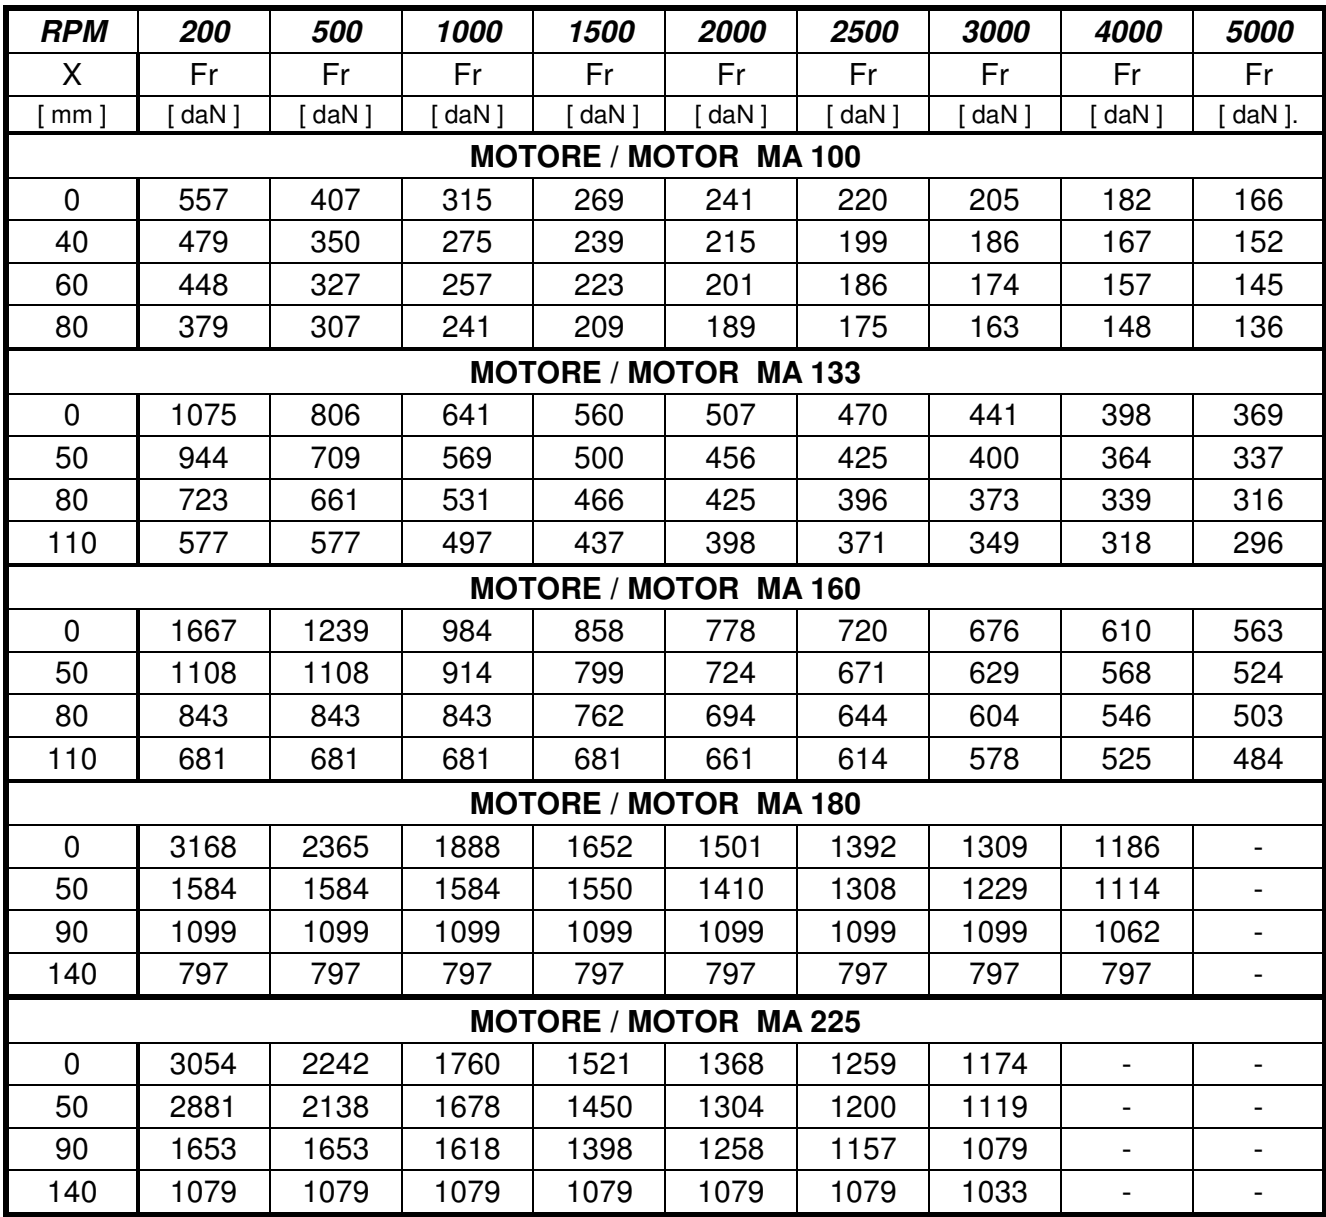 RPM 200 500 1000 1500 2000 2500 3000 4000 5000
X Fr Fr Fr Fr Fr Fr Fr Fr Fr
[ mm ] [ daN ] [ daN ] [ daN ] [ daN ] [ daN ] [ daN ] [ daN ] [ daN ] [ daN ].
MOTORE / MOTOR MA 100
0 557 407 315 269 241 220 205 182 166
40 479 350 275 239 215 199 186 167 152
60 448 327 257 223 201 186 174 157 145
80 379 307 241 209 189 175 163 148 136
MOTORE / MOTOR MA 133
0 1075 806 641 560 507 470 441 398 369
50 944 709 569 500 456 425 400 364 337
80 723 661 531 466 425 396 373 339 316
110 577 577 497 437 398 371 349 318 296
MOTORE / MOTOR MA 160
0 1667 1239 984 858 778 720 676 610 563
50 1108 1108 914 799 724 671 629 568 524
80 843 843 843 762 694 644 604 546 503
110 681 681 681 681 661 614 578 525 484
MOTORE / MOTOR MA 180
0 3168 2365 1888 1652 1501 1392 1309 1186 -
50 1584 1584 1584 1550 1410 1308 1229 1114 -
90 1099 1099 1099 1099 1099 1099 1099 1062 -
140 797 797 797 797 797 797 797 797 -
MOTORE / MOTOR MA 225
0 3054 2242 1760 1521 1368 1259 1174 - -
50 2881 2138 1678 1450 1304 1200 1119 - -
90 1653 1653 1618 1398 1258 1157 1079 - -
140 1079 1079 1079 1079 1079 1079 1033 - -